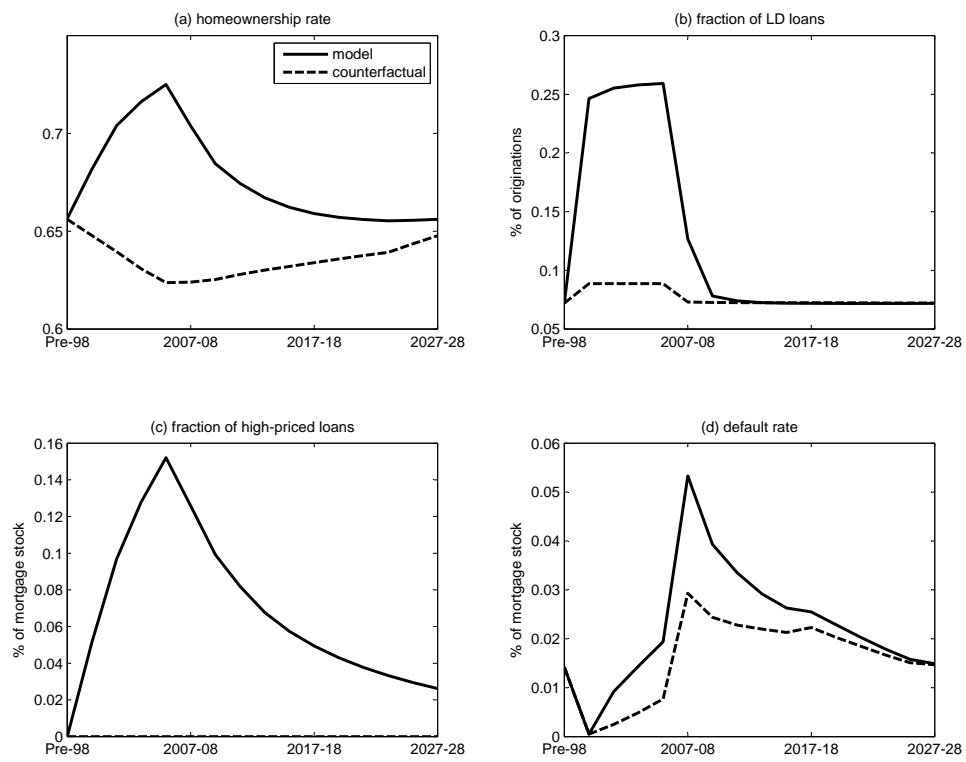 (a) homeownership rate
model
counterfactual
0.7
0.65
0.6
Pre-98 2007-08 2017-18 2027-28
(b) fraction of LD loans
% of originations
0.3
0.25
0.2
0.15
0.1
0.05
Pre-98 2007-08 2017-18 2027-28
(c) fraction of high-priced loans
% of mortgage stock
0.16
0.14
0.12
0.1
0.08
0.06
0.04
0.02
0
Pre-98 2007-08 2017-18 2027-28
(d) default rate
% of mortgage stock
0.06
0.05
0.04
0.03
0.02
0.01
0
Pre-98 2007-08 2017-18 2027-28